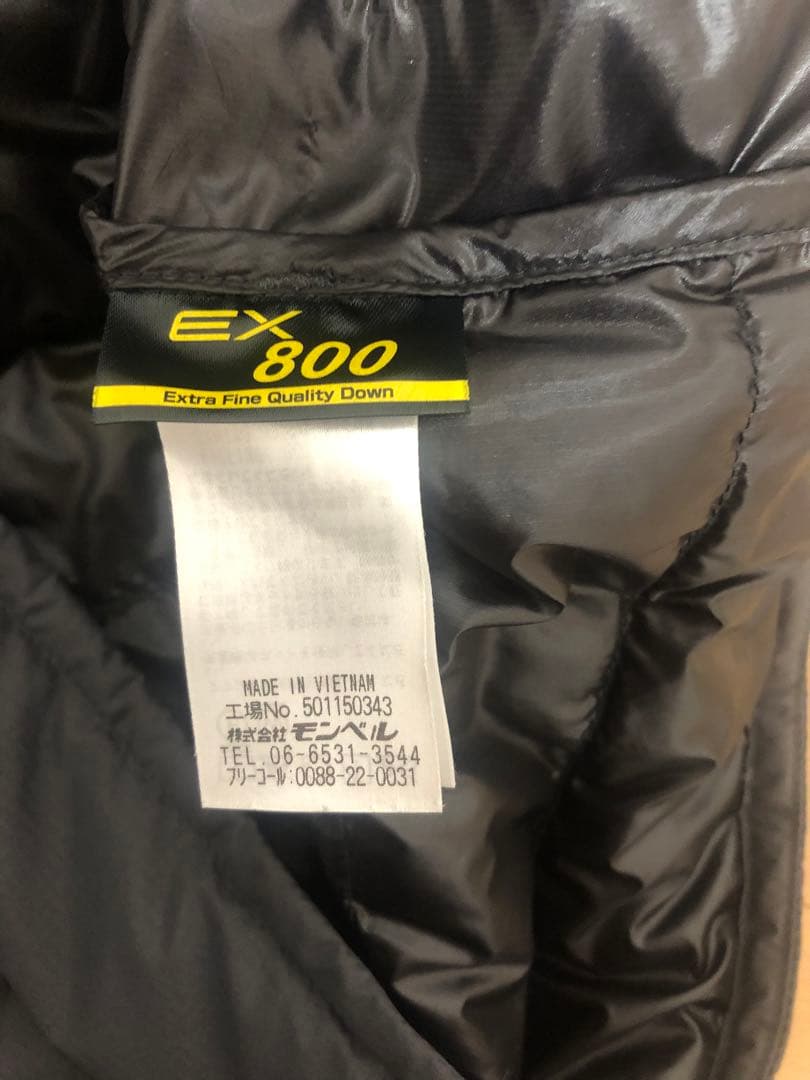 EX
800
Extra Fine Quality Down
MADE IN VIETNAM
工場No.501150343
株式会社モンベル
TEL.06-6531-3544
フリーコール:0088-22-0031